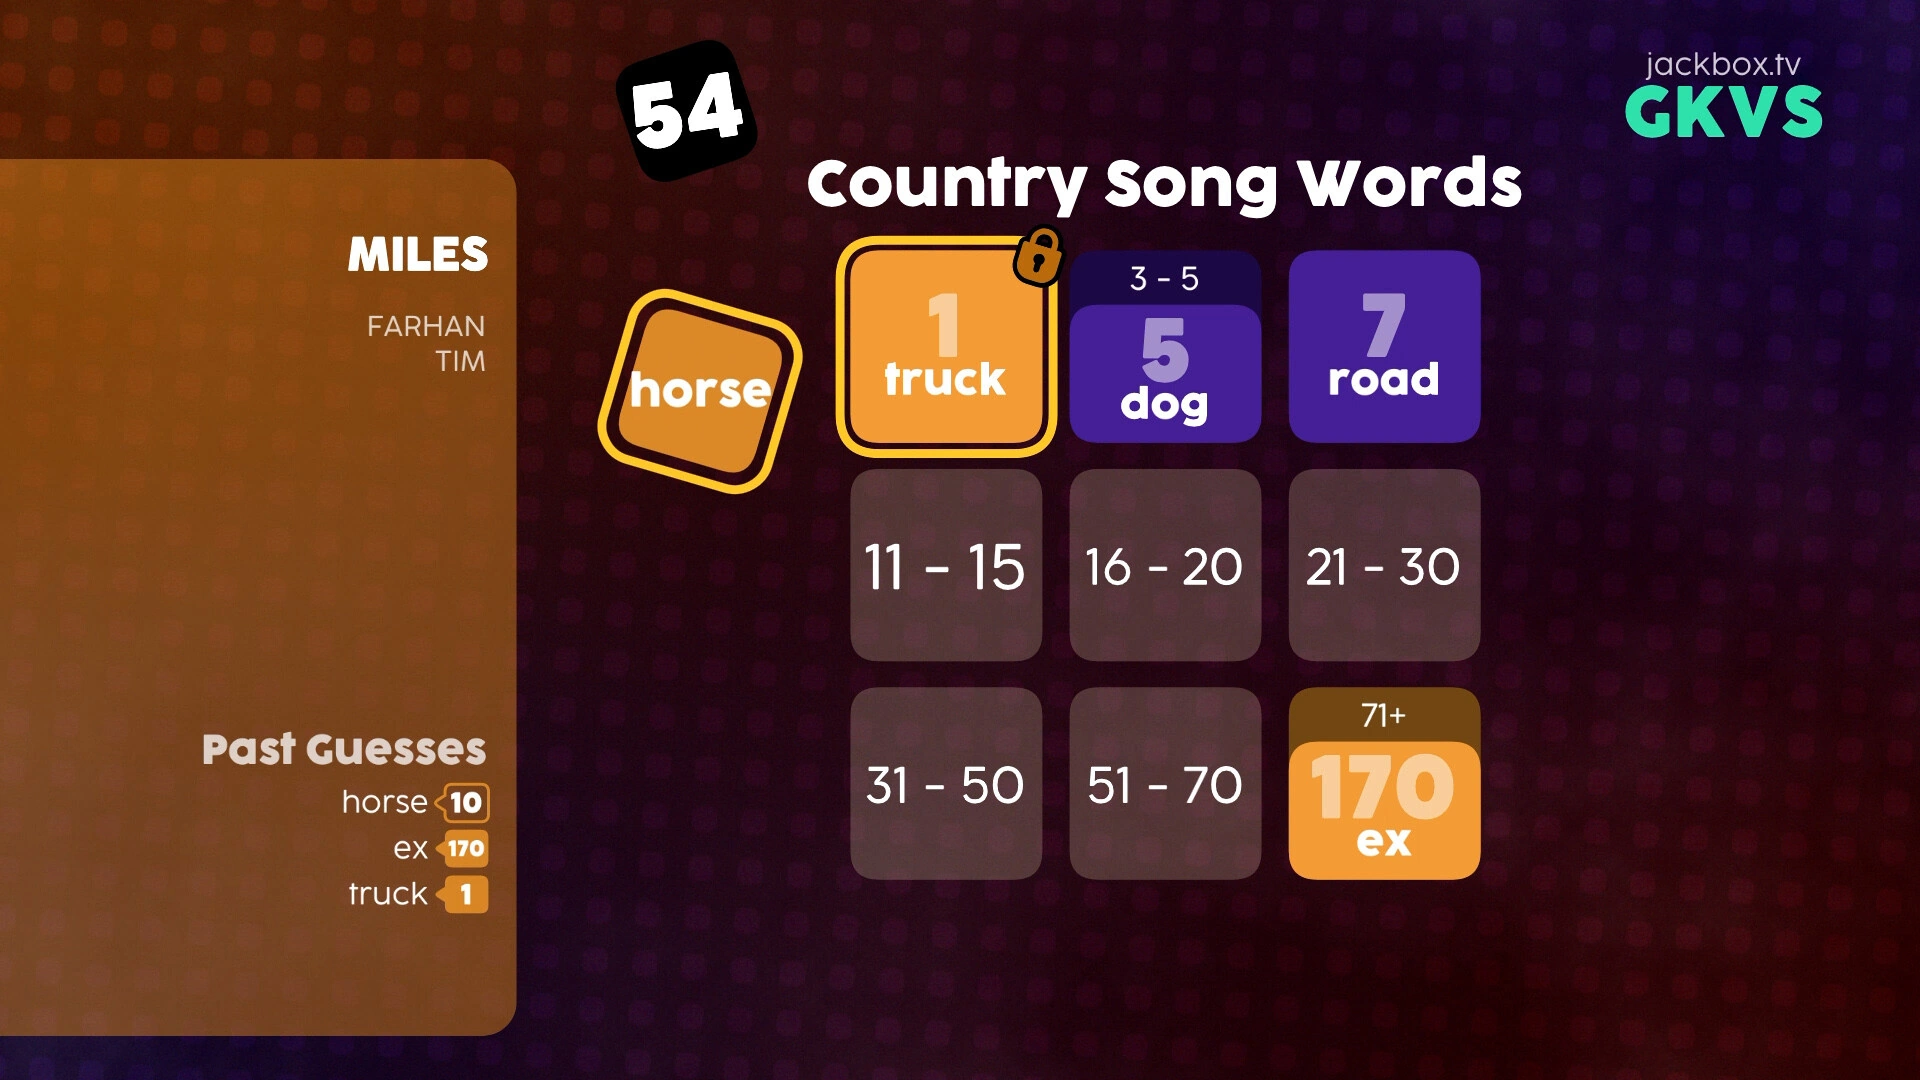 54
jackbox.tv
GKVS
Country Song Words
MILES
FARHAN
TIM
horse
1
truck
3 - 5
5
dog
7
road
11 - 15
16 - 20
21 - 30
31 - 50
51 - 70
71+
170
ex
Past Guesses
horse 10
ex 170
truck 1